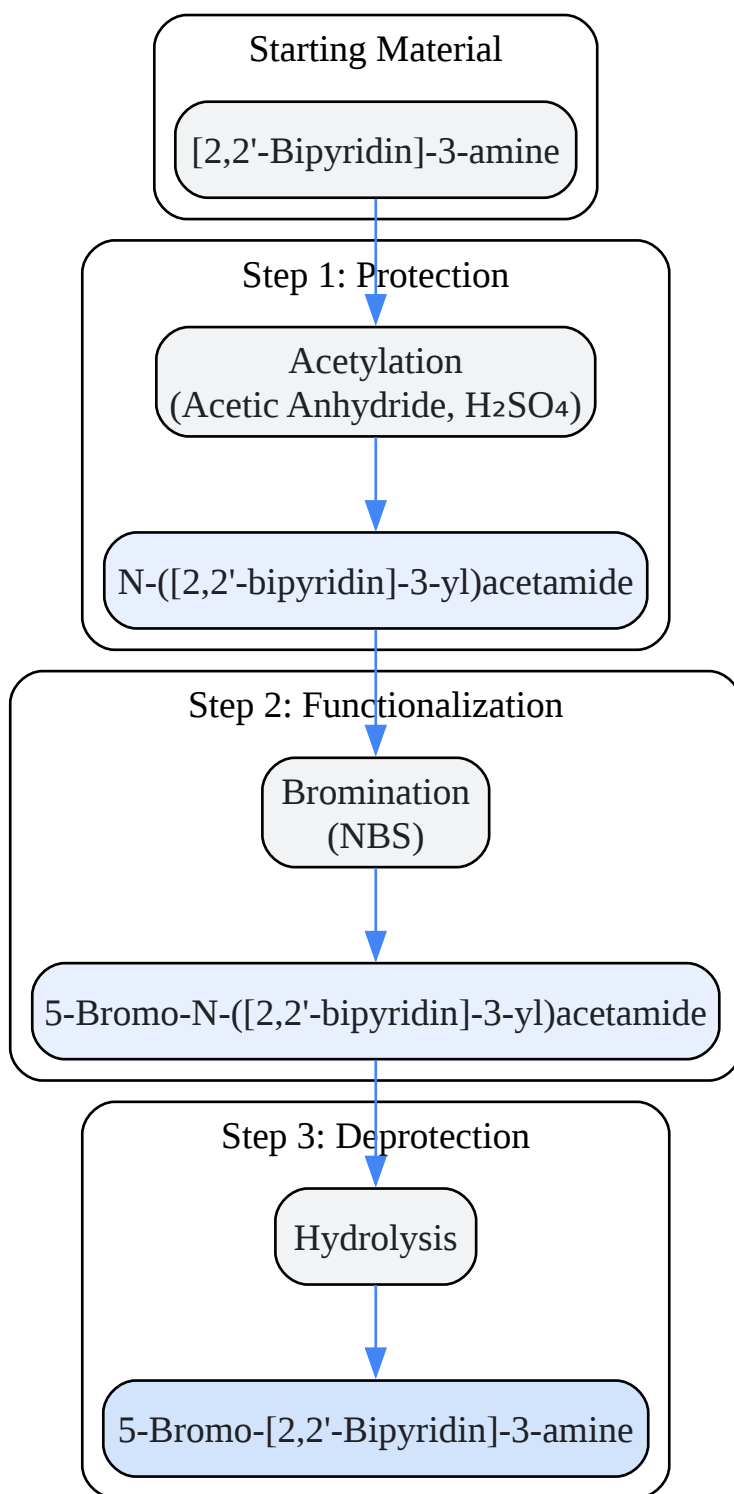 Starting Material
[2,2'-Bipyridin]-3-amine
Step 1: Protection
Acetylation
(Acetic Anhydride, H₂SO₄)
N-([2,2'-bipyridin]-3-yl)acetamide
Step 2: Functionalization
Bromination
(NBS)
5-Bromo-N-([2,2'-bipyridin]-3-yl)acetamide
Step 3: Deprotection
Hydrolysis
5-Bromo-[2,2'-Bipyridin]-3-amine